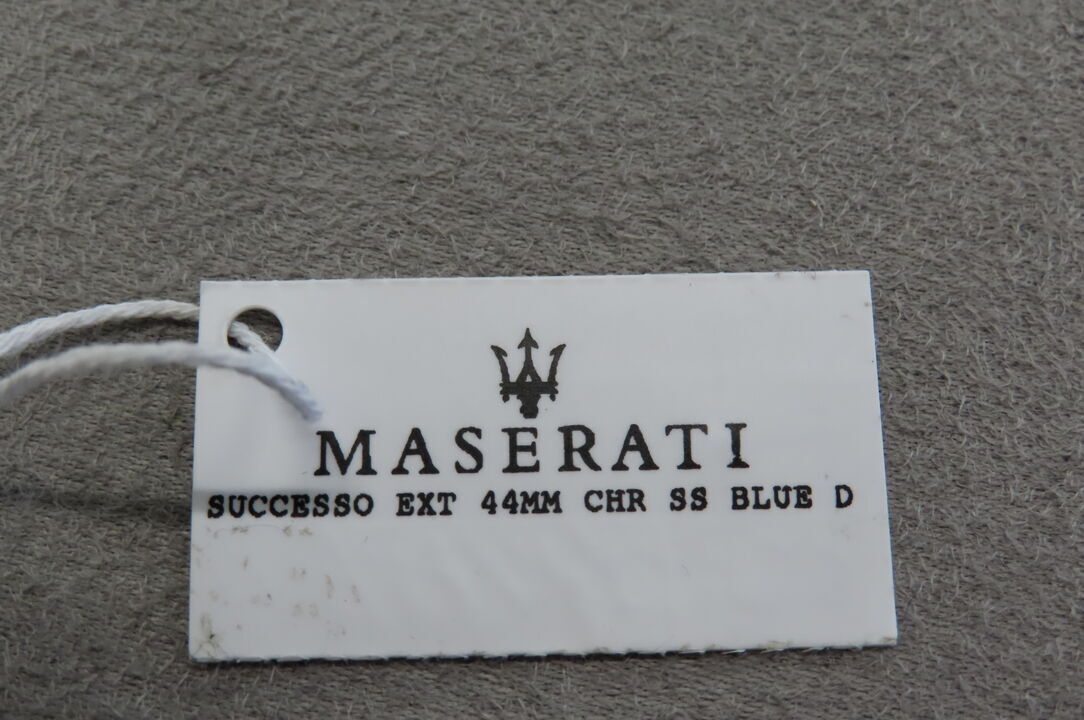 MASERATI
SUCCESSO EXT 44MM CHR SS BLUE D